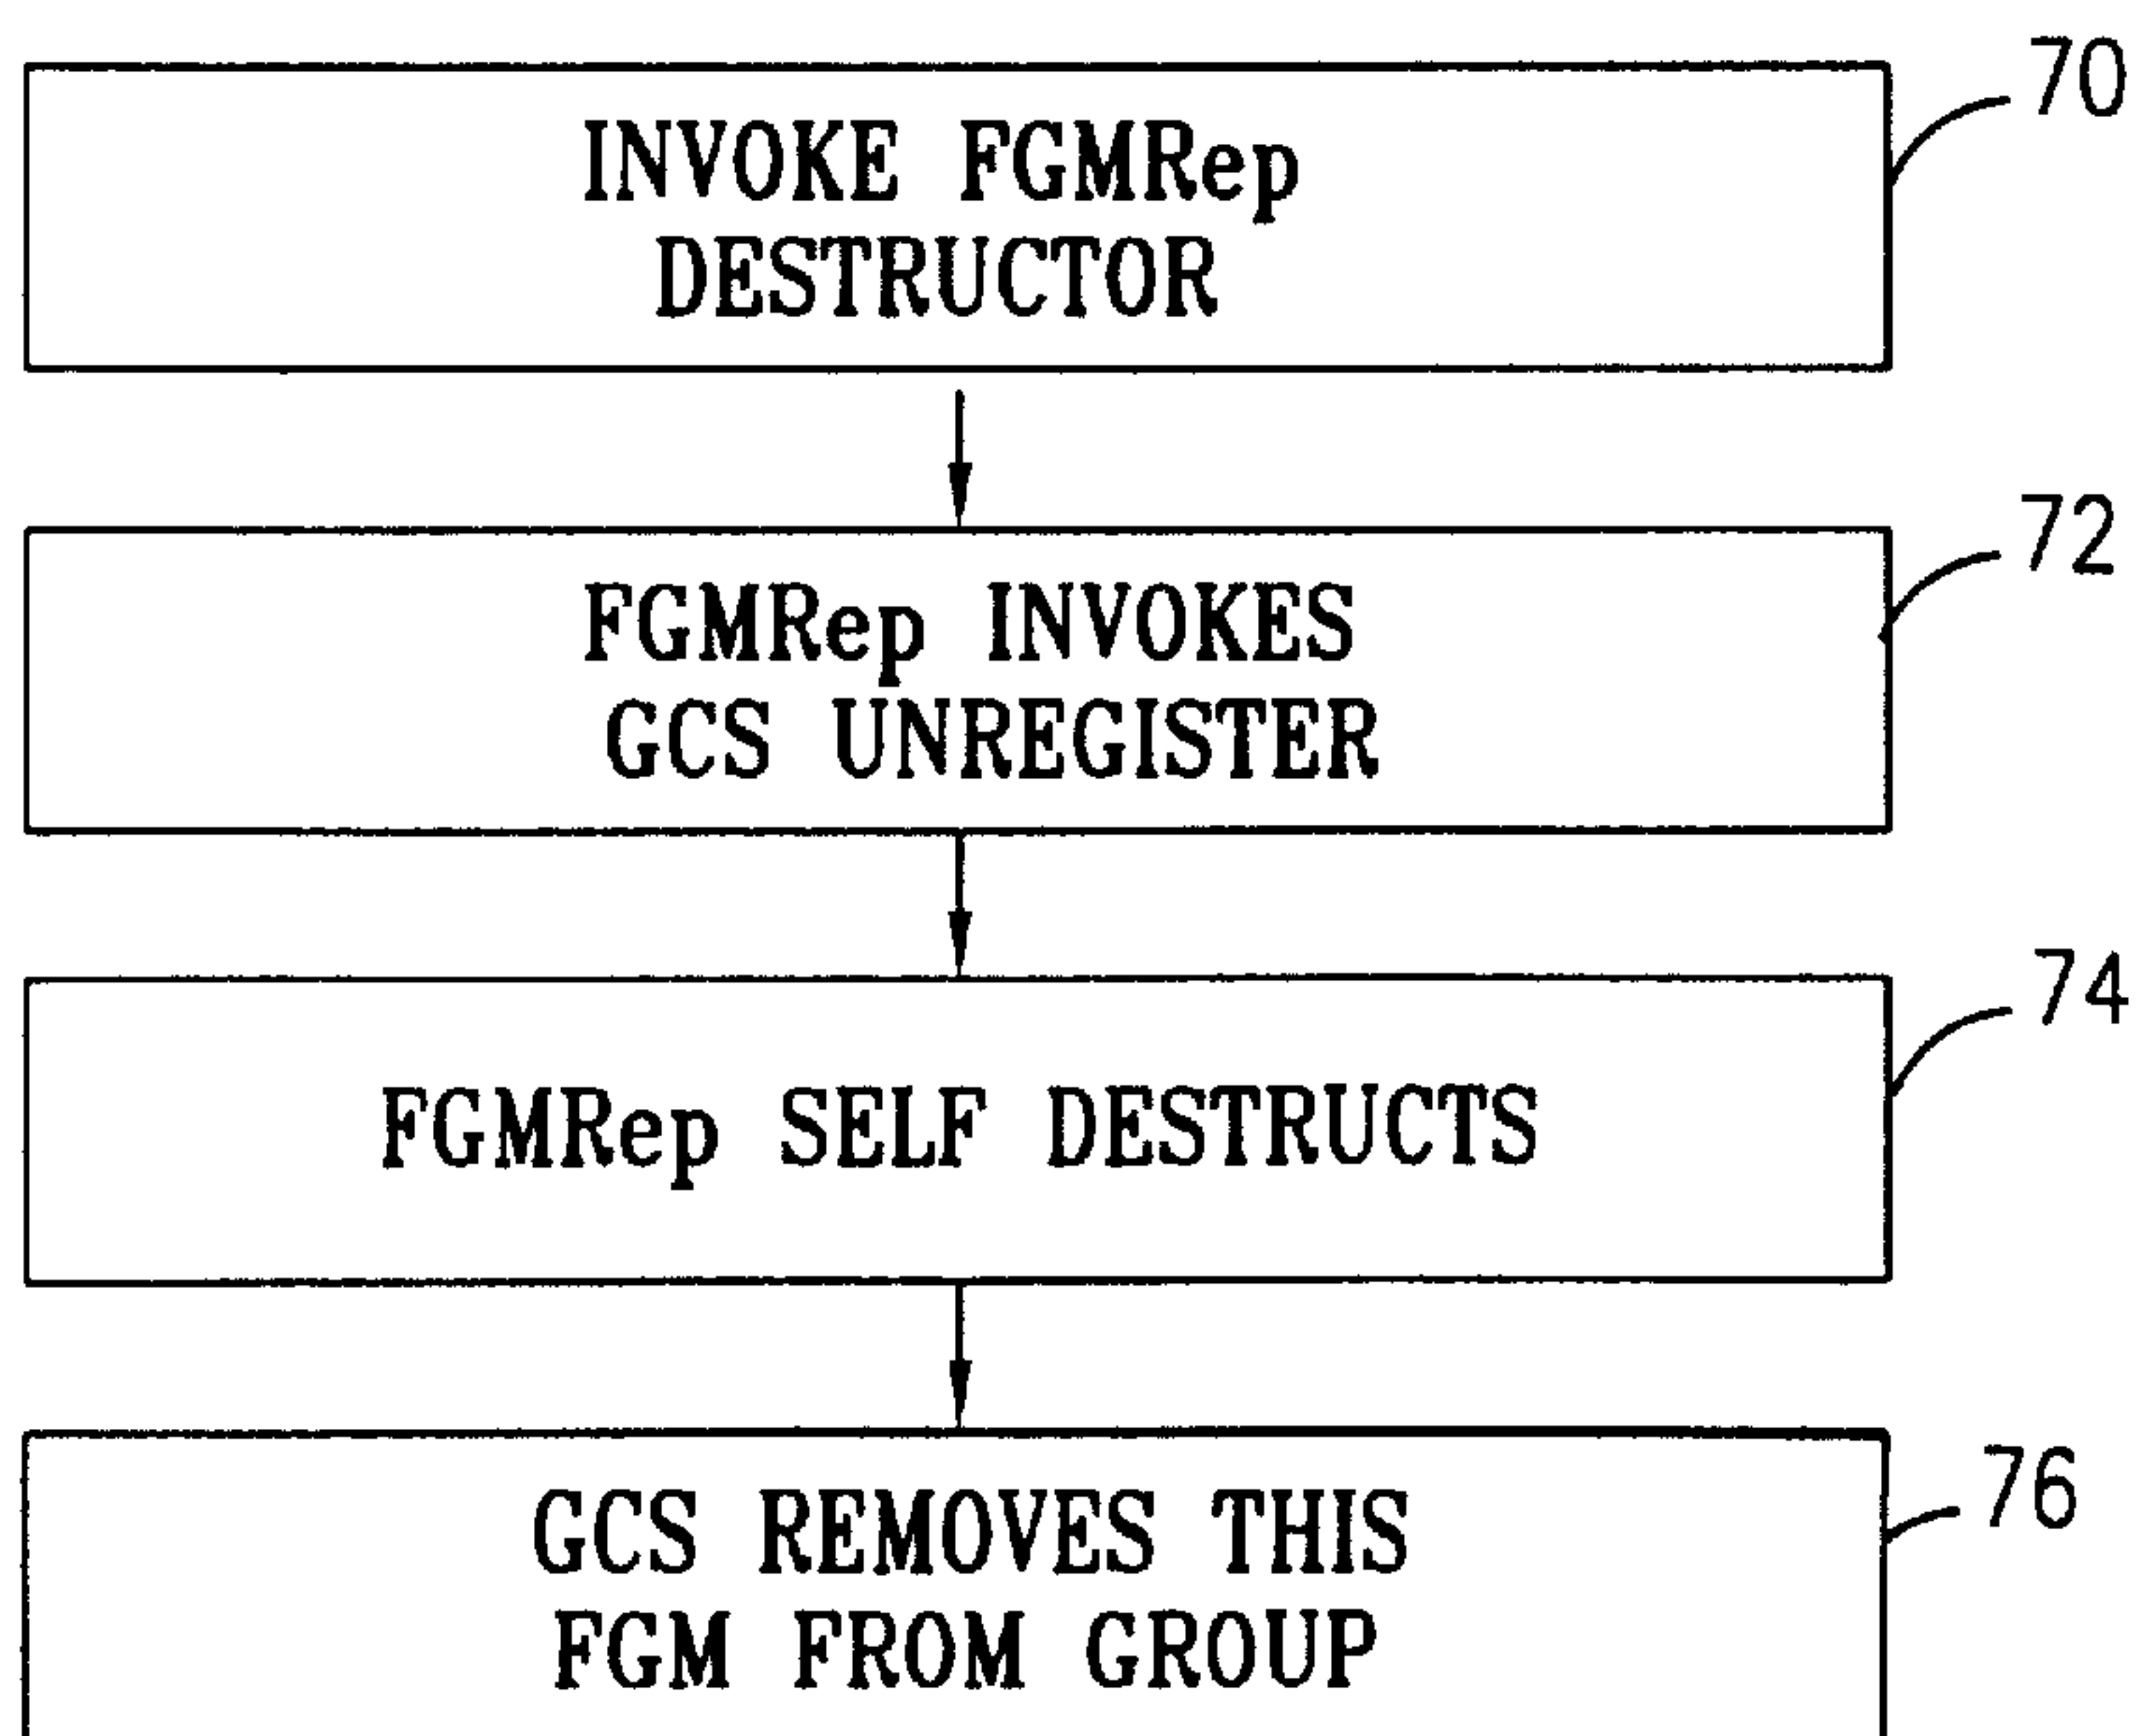 70
INVOKE FGMRep
DESTRUCTOR
72
FGMRep INVOKES
GCS UNREGISTER
74
FGMRep SELF DESTRUCTS
76
GCS REMOVES THIS
FGM FROM GROUP